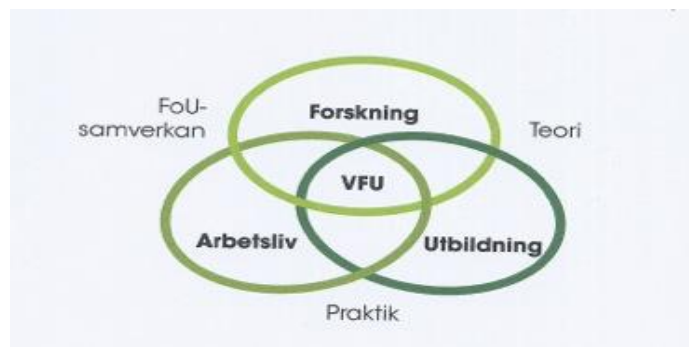 FoU-
samverkan
Forskning
Teori
VFU
Arbetsliv
Utbildning
Praktik